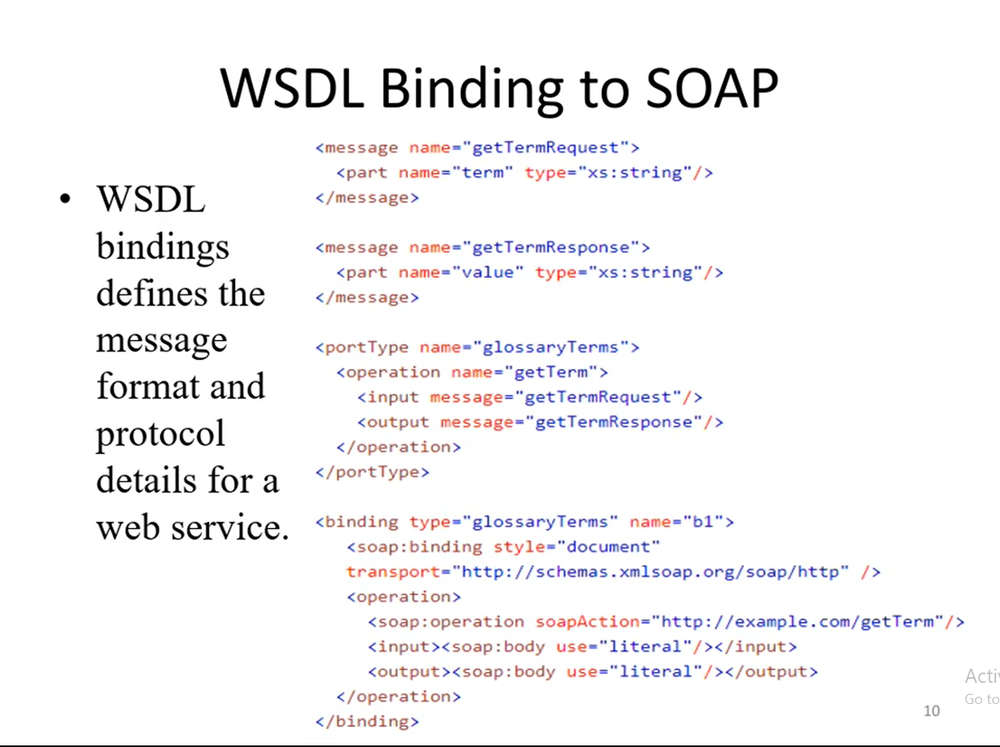 WSDL Binding to SOAP
• WSDL
bindings
defines the
message
format and
protocol
details for a
web service.
<message name="getTermRequest">
<part name="term" type="xs:string"/>
</message>
<message name="getTermResponse">
<part name="value" type="xs:string"/>
</message>
<portType name="glossaryTerms">
<operation name="getTerm">
<input message="getTermRequest"/>
<output message="getTermResponse"/>
</operation>
</portType>
<binding type="glossaryTerms" name="b1">
<soap:binding style="document"
transport="http://schemas.xmlsoap.org/soap/http" />
<operation>
<soap:operation soapAction="http://example.com/getTerm"/>
<input><soap:body use="literal"/></input>
<output><soap:body use="literal"/></output>
</operation>
</binding>
10
Go to